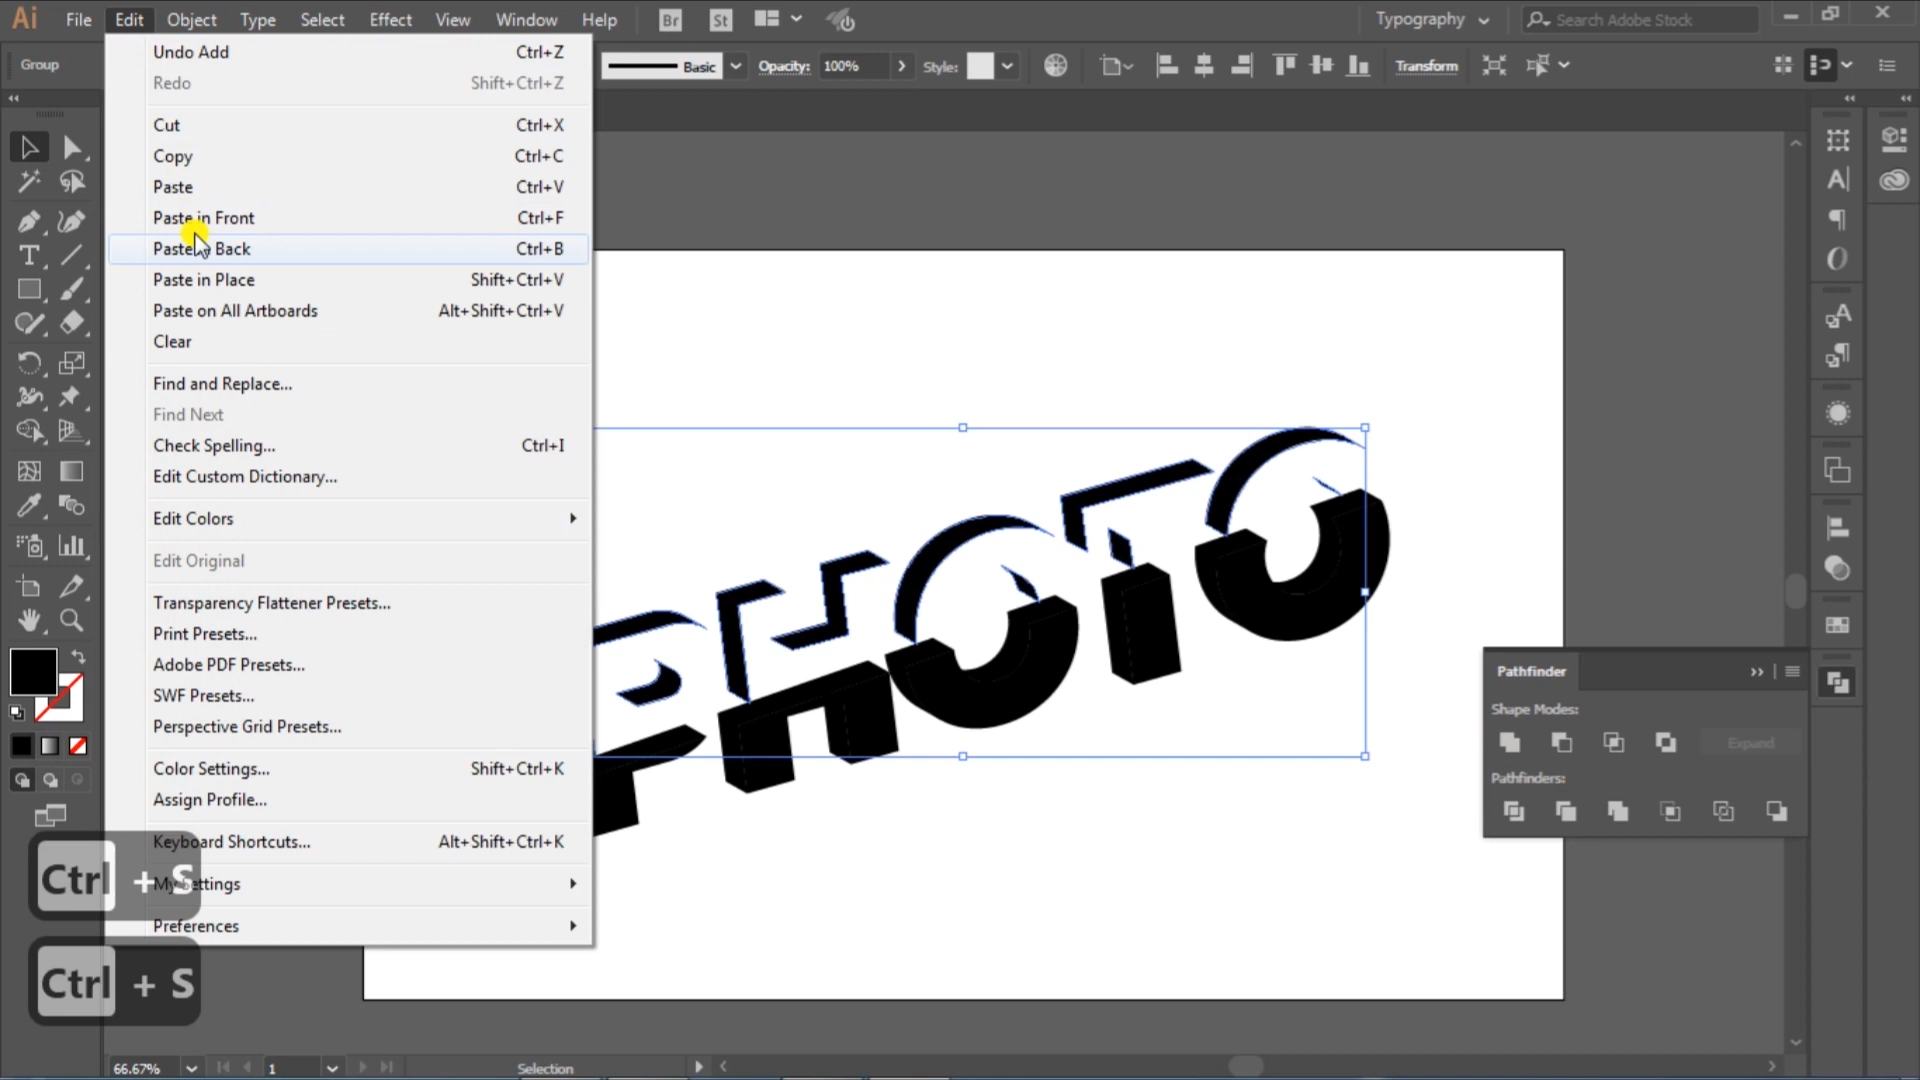 Ai File Edit Object Type Select Effect View Window Help Br St Typography Search Adobe Stock
Group Basic Opacity: 100% Style: Transform
Undo Add Ctrl+Z
Redo Shift+Ctrl+Z
Cut Ctrl+X
Copy Ctrl+C
Paste Ctrl+V
Paste in Front Ctrl+F
Paste in Back Ctrl+B
Paste in Place Shift+Ctrl+V
Paste on All Artboards Alt+Shift+Ctrl+V
Clear
Find and Replace...
Find Next
Check Spelling... Ctrl+I
Edit Custom Dictionary...
Edit Colors
Edit Original
Transparency Flattener Presets...
Print Presets...
Adobe PDF Presets...
SWF Presets...
Perspective Grid Presets...
Color Settings... Shift+Ctrl+K
Assign Profile...
Keyboard Shortcuts... Alt+Shift+Ctrl+K
My Settings
Preferences
Ctrl + S
Ctrl + S
PHOTO
Pathfinder
Shape Modes:
Expand
Pathfinders:
66.67% 1 Selection